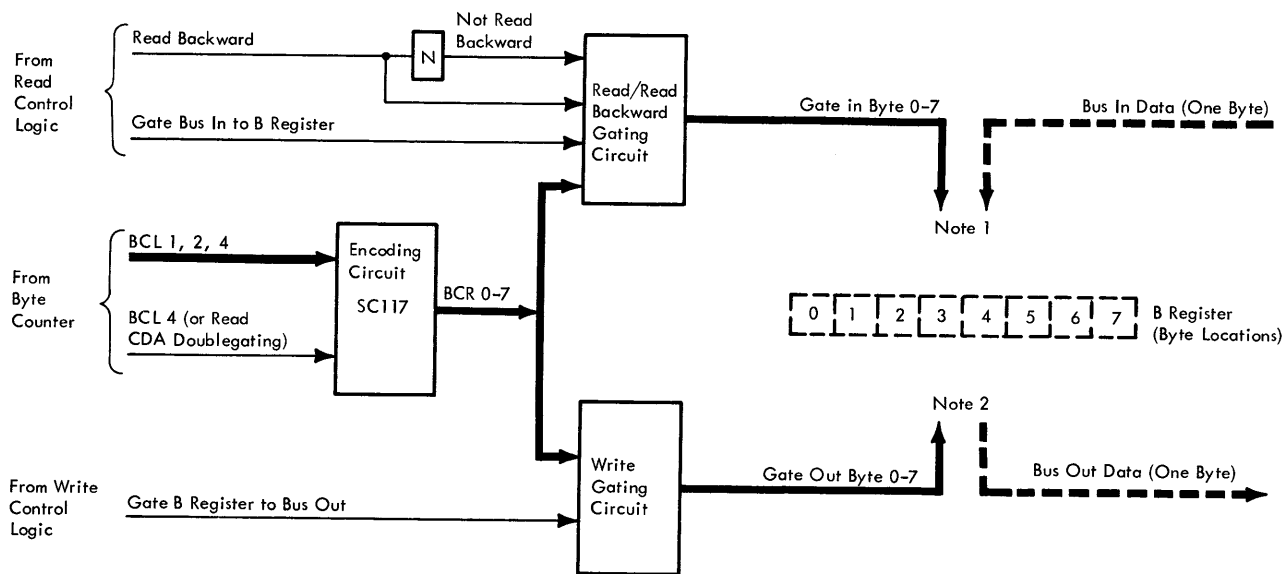 From
Read
Control
Logic
Read Backward
N
Not Read
Backward
Gate Bus In to B Register
Read/Read
Backward
Gating
Circuit
Gate in Byte 0-7
Bus In Data (One Byte)
Note 1
From
Byte
Counter
BCL 1, 2, 4
BCL 4 (or Read
CDA Doublegating)
Encoding
Circuit
SC117
BCR 0-7
0 1 2 3 4 5 6 7
B Register
(Byte Locations)
Note 2
From Write
Control
Logic
Gate B Register to Bus Out
Write
Gating
Circuit
Gate Out Byte 0-7
Bus Out Data (One Byte)